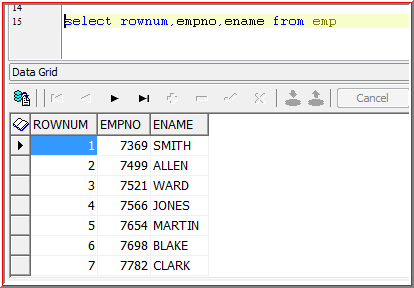 14
15 select rownum,empno,ename from emp
Data Grid
Cancel
ROWNUM EMPNO ENAME
1 7369 SMITH
2 7499 ALLEN
3 7521 WARD
4 7566 JONES
5 7654 MARTIN
6 7698 BLAKE
7 7782 CLARK